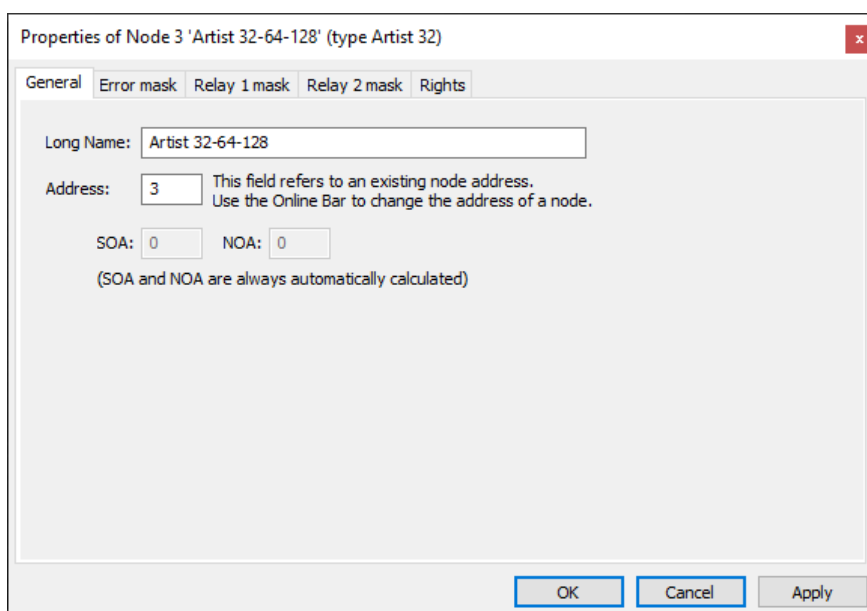 Properties of Node 3 'Artist 32-64-128' (type Artist 32)
x
General Error mask Relay 1 mask Relay 2 mask Rights
Long Name: Artist 32-64-128
Address: 3 This field refers to an existing node address.
Use the Online Bar to change the address of a node.
SOA: 0 NOA: 0
(SOA and NOA are always automatically calculated)
OK Cancel Apply